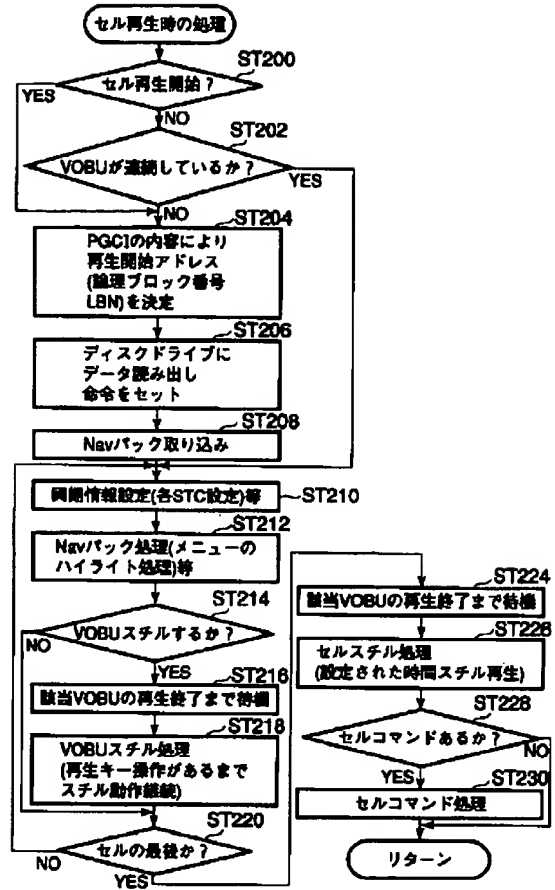 セル再生時の処理
ST200
セル再生開始?
YES
NO
ST202
VOBUが連続しているか?
YES
NO
ST204
PGCIの内容により
再生開始アドレス
(論理ブロック番号
LBN)を決定
ST206
ディスクドライブに
データ読み出し
命令をセット
ST208
Navパック取り込み
同期情報設定(各STC設定)等
ST210
ST212
Navパック処理(メニューの
ハイライト処理)等
ST214
VOBUスチルするか?
NO
YES
ST216
該当VOBUの再生終了まで待機
ST218
VOBUスチル処理
(再生キー操作があるまで
スチル動作継続)
ST220
セルの最後か?
NO
YES
ST224
該当VOBUの再生終了まで待機
ST226
セルスチル処理
(設定された時間スチル再生)
ST228
セルコマンドあるか?
NO
YES
ST230
セルコマンド処理
リターン